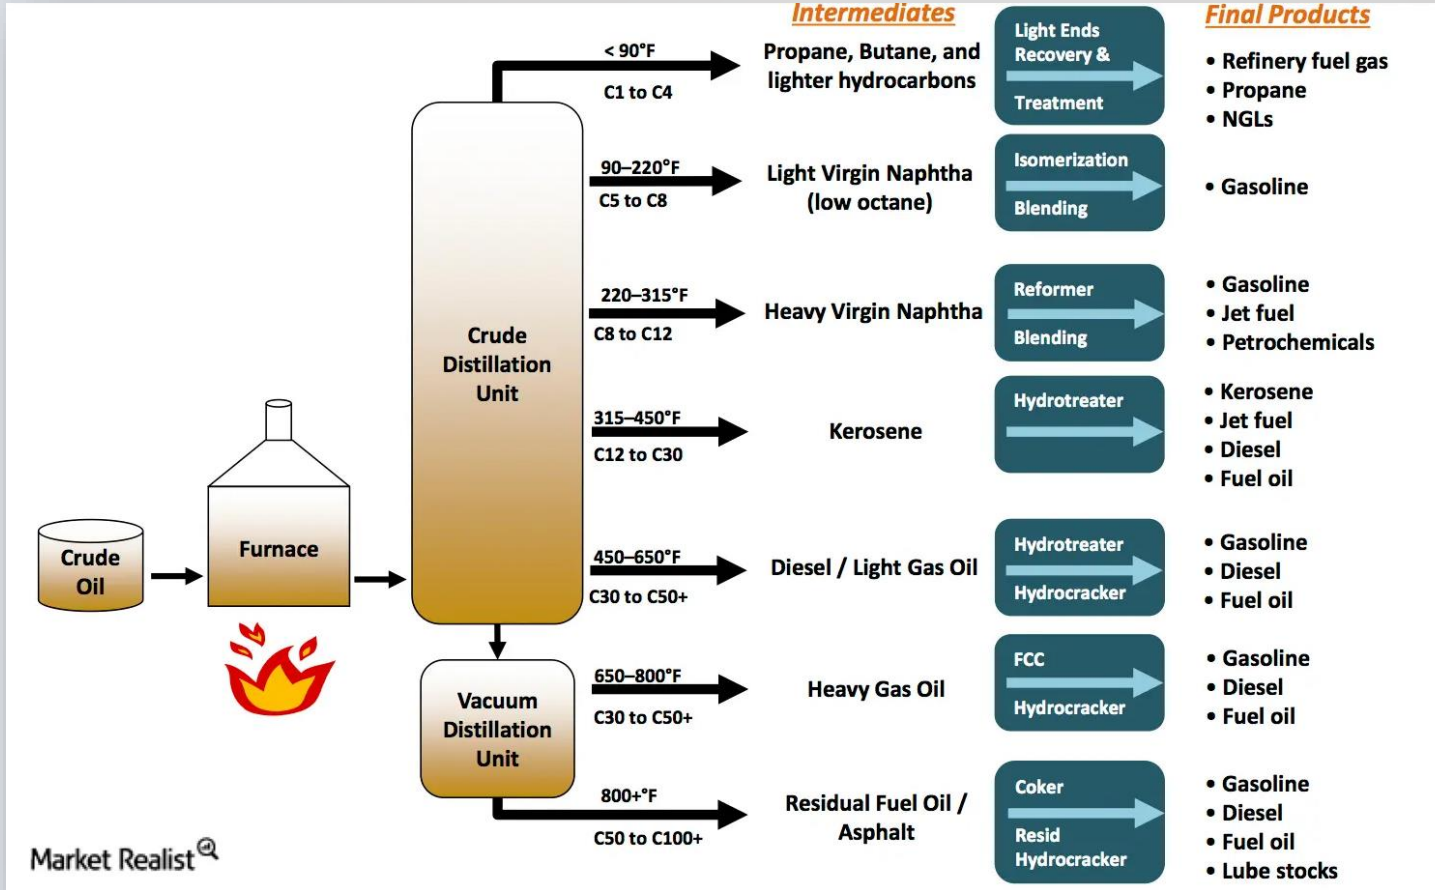 Intermediates
Final Products
< 90°F
C1 to C4
Propane, Butane, and
lighter hydrocarbons
Light Ends
Recovery &
Treatment
• Refinery fuel gas
• Propane
• NGLs
90–220°F
C5 to C8
Light Virgin Naphtha
(low octane)
Isomerization
Blending
• Gasoline
220–315°F
C8 to C12
Heavy Virgin Naphtha
Reformer
Blending
• Gasoline
• Jet fuel
• Petrochemicals
Crude
Distillation
Unit
315–450°F
C12 to C30
Kerosene
Hydrotreater
• Kerosene
• Jet fuel
• Diesel
• Fuel oil
Crude
Oil
Furnace
450–650°F
C30 to C50+
Diesel / Light Gas Oil
Hydrotreater
Hydrocracker
• Gasoline
• Diesel
• Fuel oil
Vacuum
Distillation
Unit
650–800°F
C30 to C50+
Heavy Gas Oil
FCC
Hydrocracker
• Gasoline
• Diesel
• Fuel oil
800+°F
C50 to C100+
Residual Fuel Oil /
Asphalt
Coker
Resid
Hydrocracker
• Gasoline
• Diesel
• Fuel oil
• Lube stocks
Market Realist